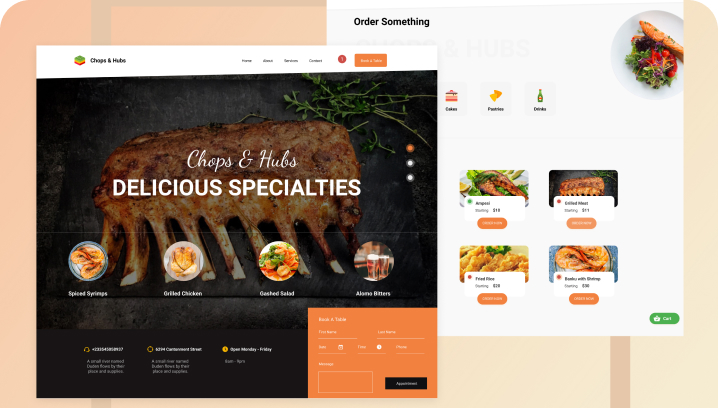 Order Something
CHOPS & HUBS
Chops & Hubs
Home
About
Services
Contact
Book A Table
Cakes
Pastries
Drinks
Chops & Hubs
DELICIOUS SPECIALTIES
Ampesi
Starting $10
ORDER NOW
Grilled Meat
Starting $11
ORDER NOW
Spiced Syrimps
Grilled Chicken
Gashed Salad
Alomo Bitters
Fried Rice
Starting $20
ORDER NOW
Banku with Shrimp
Starting $30
ORDER NOW
Cart
Book A Table
First Name
Last Name
Date
Time
Phone
Message
Appointment
+233545058937
A small river named
Duden flows by their
place and supplies.
6294 Cantonment Street
A small river named
Duden flows by their
place and supplies.
Open Monday - Friday
8am - 9pm